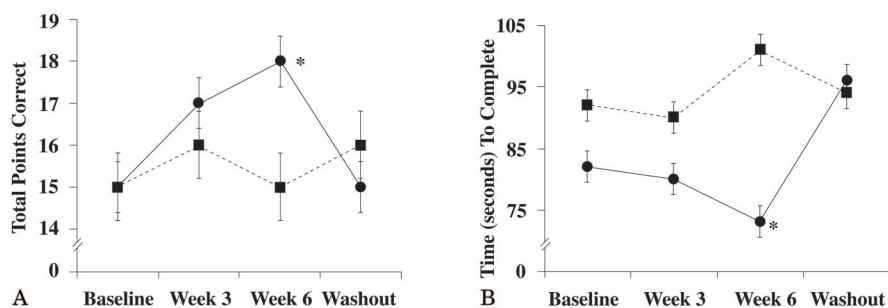 Total Points Correct
19
18
17
16
15
14
0
*
A
Baseline Week 3 Week 6 Washout
Time (seconds) To Complete
105
95
85
75
0
*
B
Baseline Week 3 Week 6 Washout